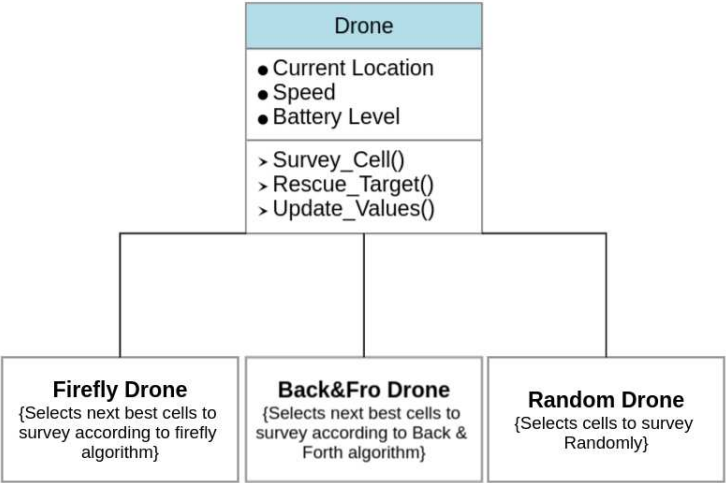 Drone
● Current Location
● Speed
● Battery Level
➢ Survey_Cell()
➢ Rescue_Target()
➢ Update_Values()
Firefly Drone
{Selects next best cells to
survey according to firefly
algorithm}
Back&Fro Drone
{Selects next best cells to
survey according to Back &
Forth algorithm}
Random Drone
{Selects cells to survey
Randomly}